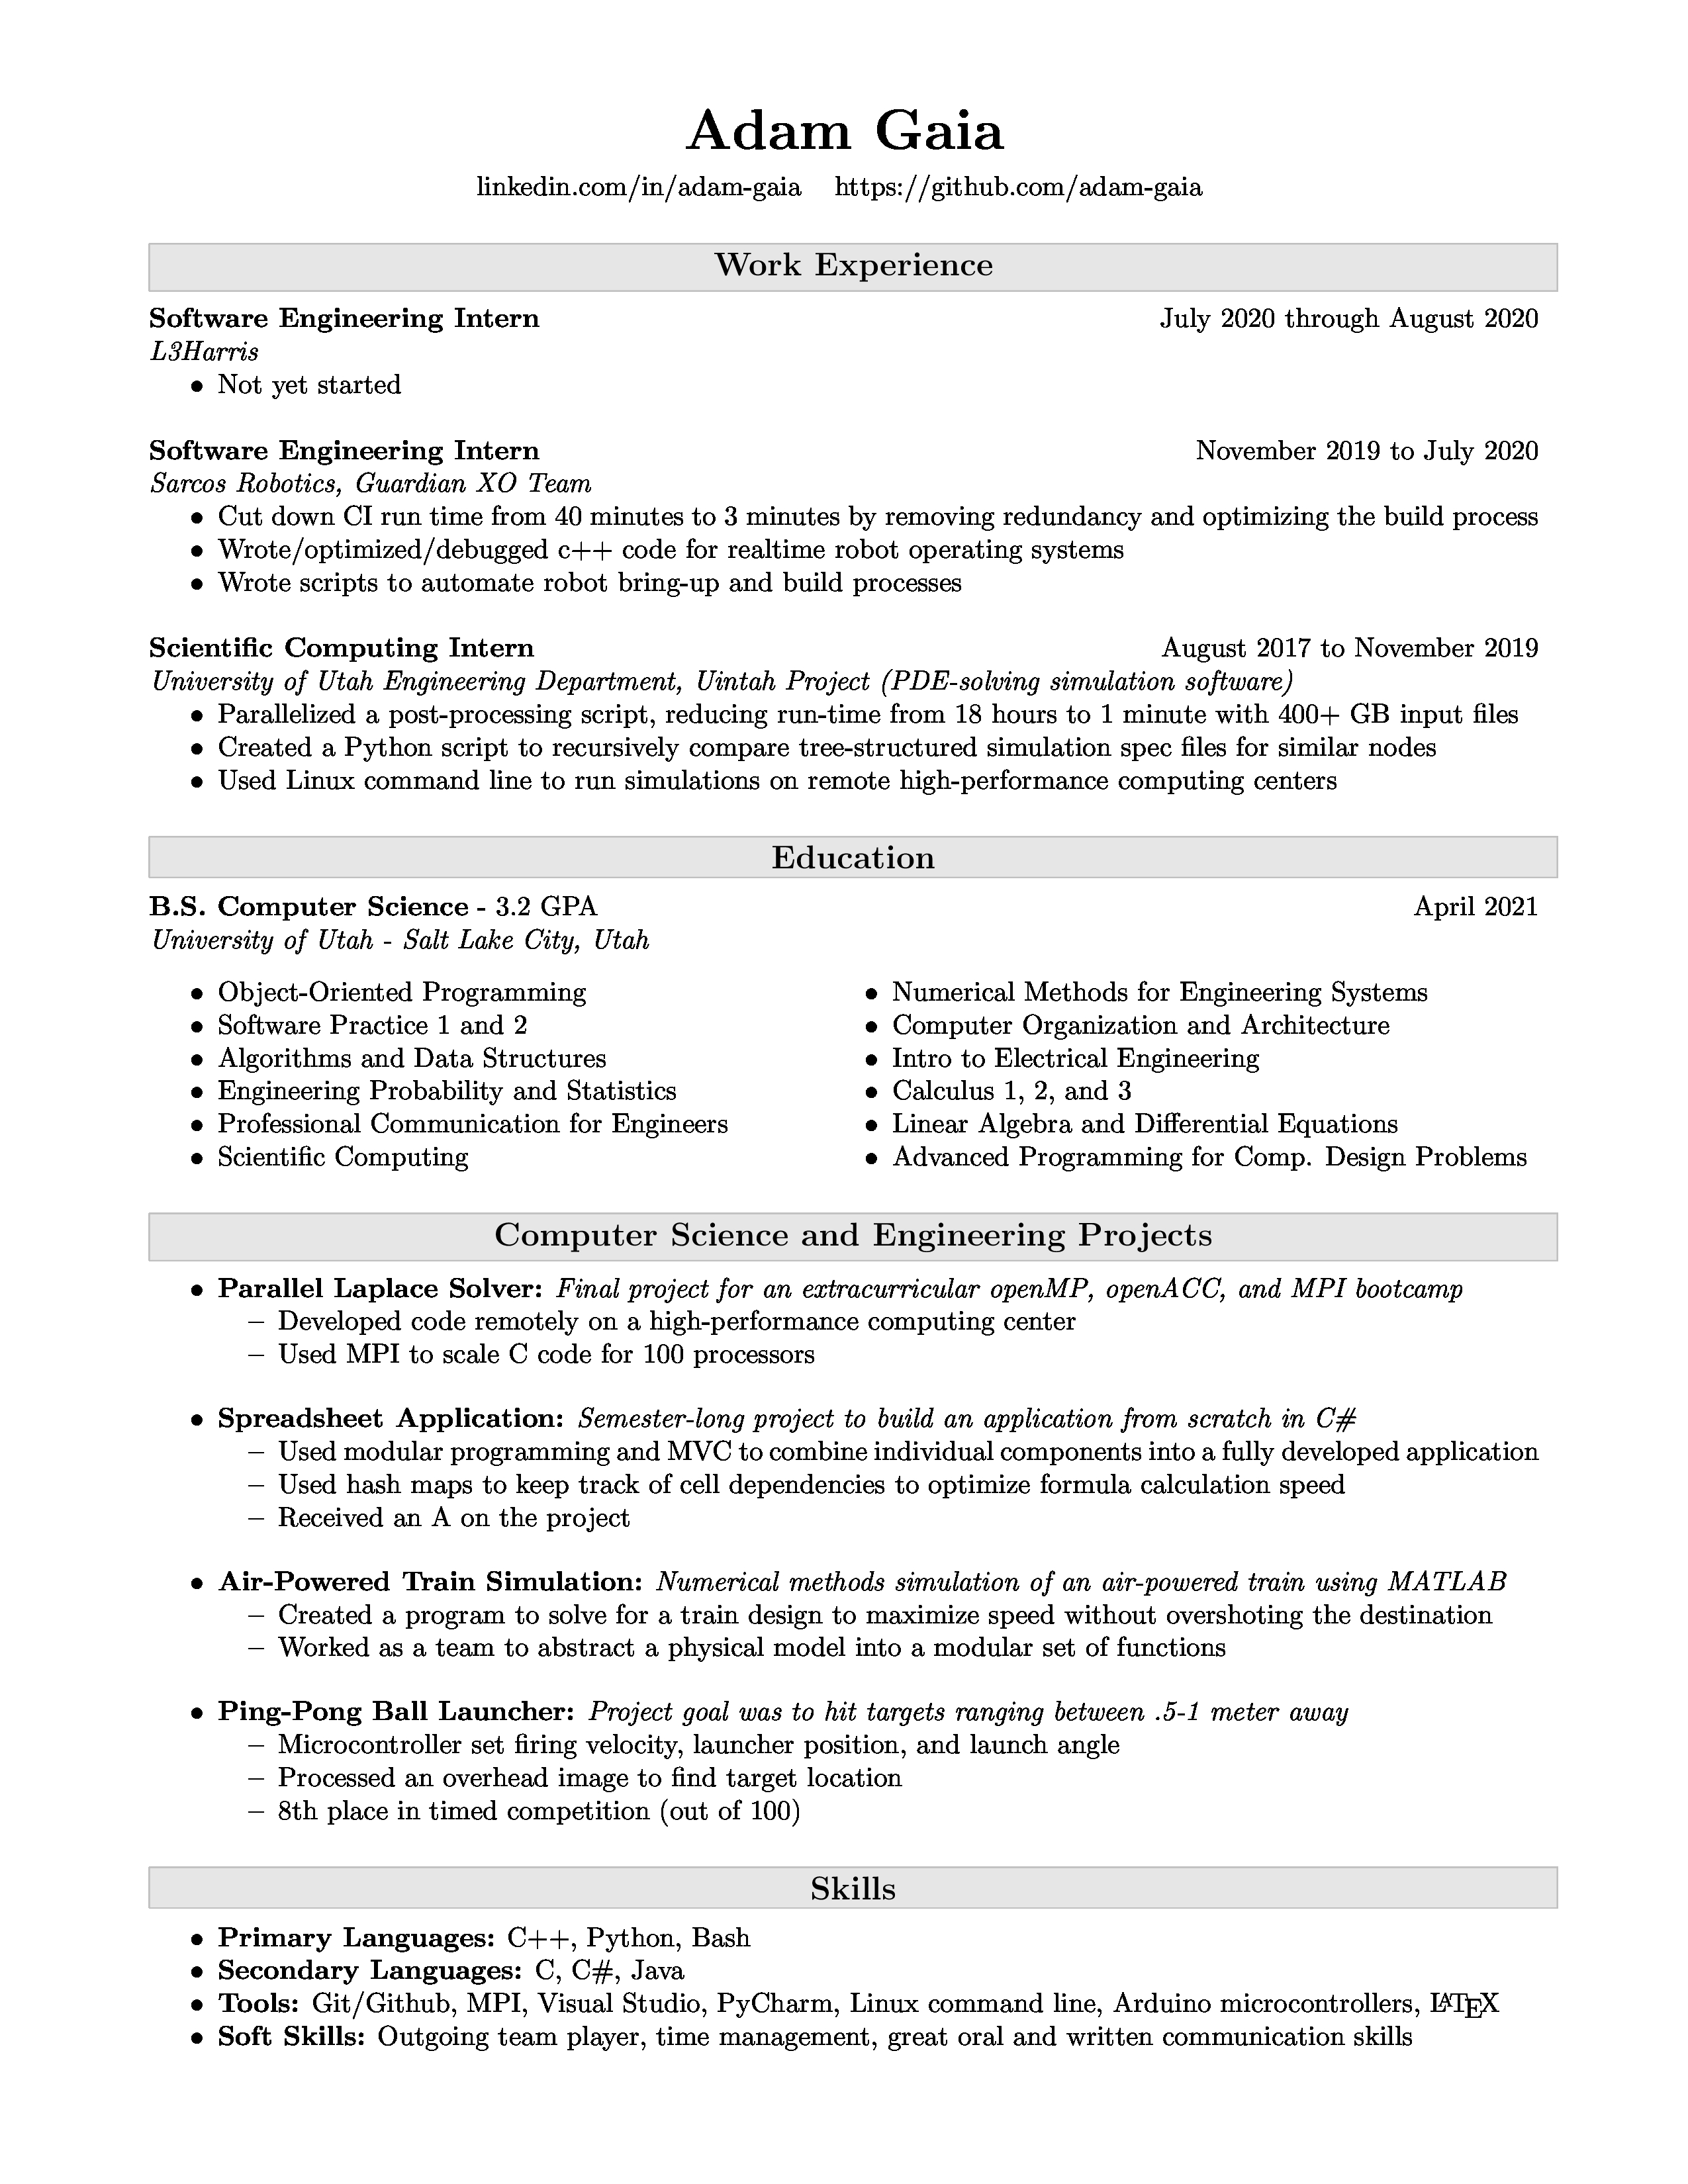 Adam Gaia
linkedin.com/in/adam-gaia https://github.com/adam-gaia
Work Experience
Software Engineering Intern July 2020 through August 2020
L3Harris
• Not yet started
Software Engineering Intern November 2019 to July 2020
Sarcos Robotics, Guardian XO Team
• Cut down CI run time from 40 minutes to 3 minutes by removing redundancy and optimizing the build process
• Wrote/optimized/debugged c++ code for realtime robot operating systems
• Wrote scripts to automate robot bring-up and build processes
Scientific Computing Intern August 2017 to November 2019
University of Utah Engineering Department, Uintah Project (PDE-solving simulation software)
• Parallelized a post-processing script, reducing run-time from 18 hours to 1 minute with 400+ GB input files
• Created a Python script to recursively compare tree-structured simulation spec files for similar nodes
• Used Linux command line to run simulations on remote high-performance computing centers
Education
B.S. Computer Science - 3.2 GPA April 2021
University of Utah - Salt Lake City, Utah
• Object-Oriented Programming
• Software Practice 1 and 2
• Algorithms and Data Structures
• Engineering Probability and Statistics
• Professional Communication for Engineers
• Scientific Computing
• Numerical Methods for Engineering Systems
• Computer Organization and Architecture
• Intro to Electrical Engineering
• Calculus 1, 2, and 3
• Linear Algebra and Differential Equations
• Advanced Programming for Comp. Design Problems
Computer Science and Engineering Projects
• Parallel Laplace Solver: Final project for an extracurricular openMP, openACC, and MPI bootcamp
– Developed code remotely on a high-performance computing center
– Used MPI to scale C code for 100 processors
• Spreadsheet Application: Semester-long project to build an application from scratch in C#
– Used modular programming and MVC to combine individual components into a fully developed application
– Used hash maps to keep track of cell dependencies to optimize formula calculation speed
– Received an A on the project
• Air-Powered Train Simulation: Numerical methods simulation of an air-powered train using MATLAB
– Created a program to solve for a train design to maximize speed without overshoting the destination
– Worked as a team to abstract a physical model into a modular set of functions
• Ping-Pong Ball Launcher: Project goal was to hit targets ranging between .5-1 meter away
– Microcontroller set firing velocity, launcher position, and launch angle
– Processed an overhead image to find target location
– 8th place in timed competition (out of 100)
Skills
• Primary Languages: C++, Python, Bash
• Secondary Languages: C, C#, Java
• Tools: Git/Github, MPI, Visual Studio, PyCharm, Linux command line, Arduino microcontrollers, LATEX
• Soft Skills: Outgoing team player, time management, great oral and written communication skills